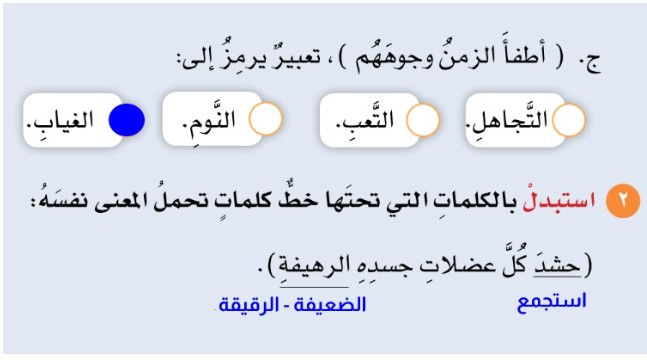 ج. ( أطفأَ الزمنُ وجوهَهُم )، تعبيرٌ يرمِزُ إلى:
التَّجاهلِ. التَّعبِ. النَّومِ. الغيابِ.
٢ استبدلْ بالكلماتِ التي تحتَها خطٌّ كلماتٍ تحملُ المعنى نفسَهُ:
(حشدَ كُلَّ عضلاتِ جسدِهِ الرهيفةِ).
استجمع الضعيفة - الرقيقة